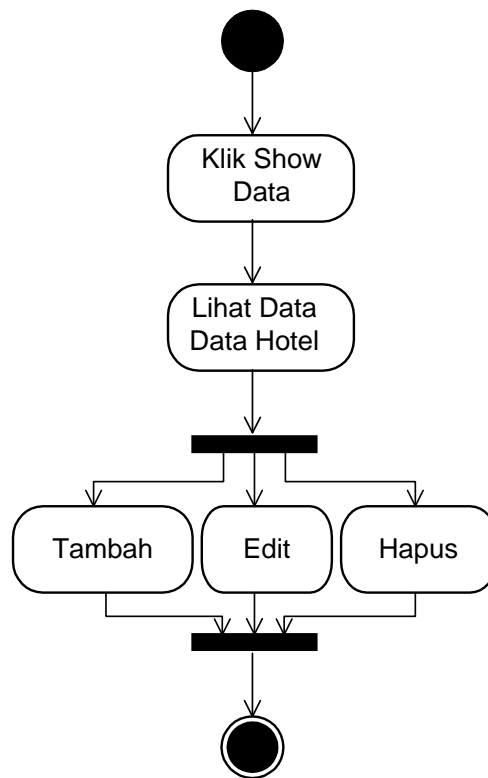 Klik Show
Data
Lihat Data
Data Hotel
Tambah
Edit
Hapus